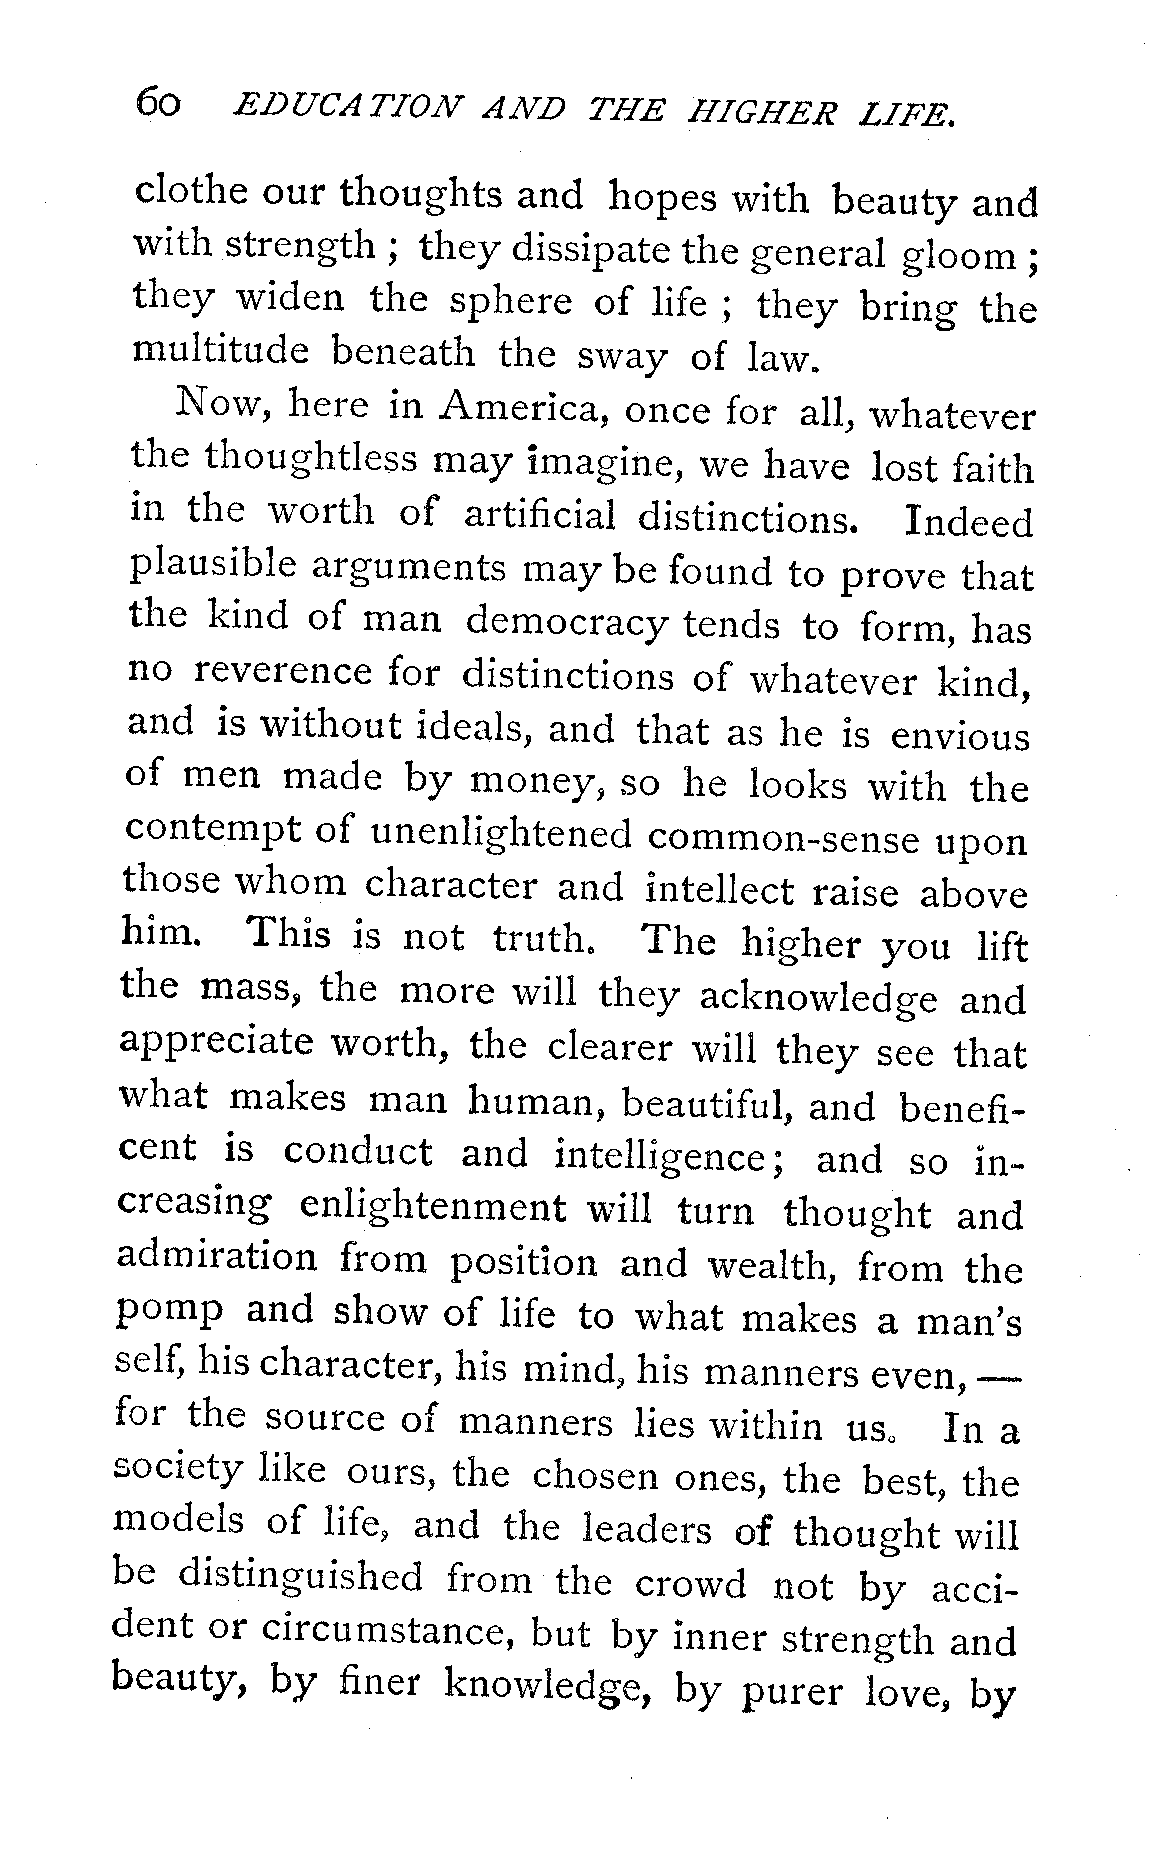 60 EDUCATION AND THE HIGHER LIFE.
clothe our thoughts and hopes with beauty and
with strength ; they dissipate the general gloom ;
they widen the sphere of life ; they bring the
multitude beneath the sway of law.
Now, here in America, once for all, whatever
the thoughtless may imagine, we have lost faith
in the worth of artificial distinctions. Indeed
plausible arguments may be found to prove that
the kind of man democracy tends to form, has
no reverence for distinctions of whatever kind,
and is without ideals, and that as he is envious
of men made by money, so he looks with the
contempt of unenlightened common-sense upon
those whom character and intellect raise above
him. This is not truth. The higher you lift
the mass, the more will they acknowledge and
appreciate worth, the clearer will they see that
what makes man human, beautiful, and benefi-
cent is conduct and intelligence; and so in-
creasing enlightenment will turn thought and
admiration from position and wealth, from the
pomp and show of life to what makes a man's
self, his character, his mind, his manners even, —
for the source of manners lies within us. In a
society like ours, the chosen ones, the best, the
models of life, and the leaders of thought will
be distinguished from the crowd not by acci-
dent or circumstance, but by inner strength and
beauty, by finer knowledge, by purer love, by